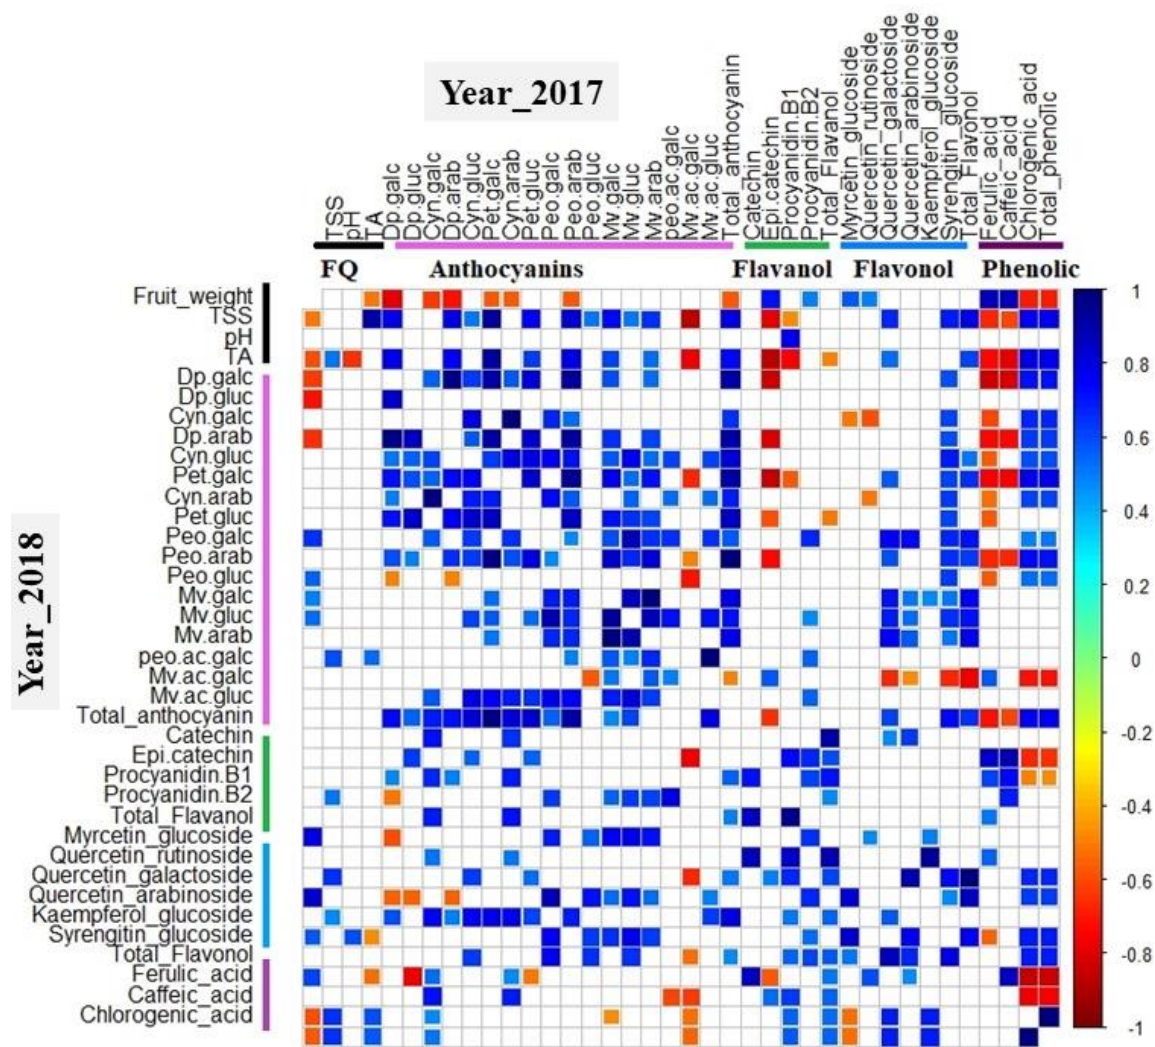 Year_2017
TSS
pH
TA
Dp.galc
Dp.gluc
Cyn.galc
Dp.arab
Cyn.gluc
Pet.galc
Cyn.arab
Pet.gluc
Peo.galc
Peo.arab
Peo.gluc
Mv.galc
Mv.gluc
Mv.arab
peo.ac.galc
Mv.ac.galc
Mv.ac.gluc
Total_anthocyanin
Catechin
Epi.catechin
Procyanidin.B1
Procyanidin.B2
Total_Flavanol
Myrcetin_glucoside
Quercetin_rutinoside
Quercetin_galactoside
Quercetin_arabinoside
Kaempferol_glucoside
Syrengitin_glucoside
Total_Flavonol
Ferulic_acid
Caffeic_acid
Chlorogenic_acid
Total_phenolic
FQ Anthocyanins Flavanol Flavonol Phenolic
Year_2018
Fruit_weight
TSS
pH
TA
Dp.galc
Dp.gluc
Cyn.galc
Dp.arab
Cyn.gluc
Pet.galc
Cyn.arab
Pet.gluc
Peo.galc
Peo.arab
Peo.gluc
Mv.galc
Mv.gluc
Mv.arab
peo.ac.galc
Mv.ac.galc
Mv.ac.gluc
Total_anthocyanin
Catechin
Epi.catechin
Procyanidin.B1
Procyanidin.B2
Total_Flavanol
Myrcetin_glucoside
Quercetin_rutinoside
Quercetin_galactoside
Quercetin_arabinoside
Kaempferol_glucoside
Syrengitin_glucoside
Total_Flavonol
Ferulic_acid
Caffeic_acid
Chlorogenic_acid
1
0.8
0.6
0.4
0.2
0
-0.2
-0.4
-0.6
-0.8
-1